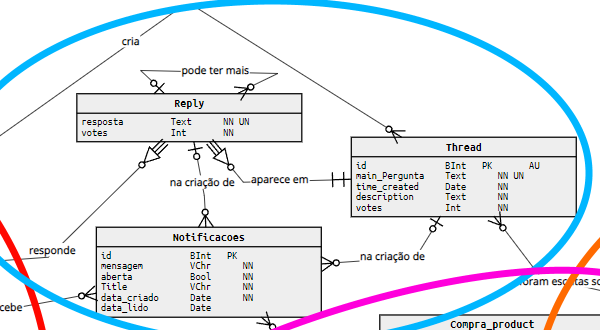 cria
pode ter mais
Reply
resposta Text NN UN
votes Int NN
Thread
id BInt PK AU
main_Pergunta Text NN UN
time_created Date NN
description Text NN
votes Int NN
na criação de
aparece em
responde
Notificacoes
id BInt PK
mensagem VChr NN
aberta Bool NN
Title VChr NN
data_criado Date NN
data_lido Date
na criação de
cebe
foram escritas so
Compra_product